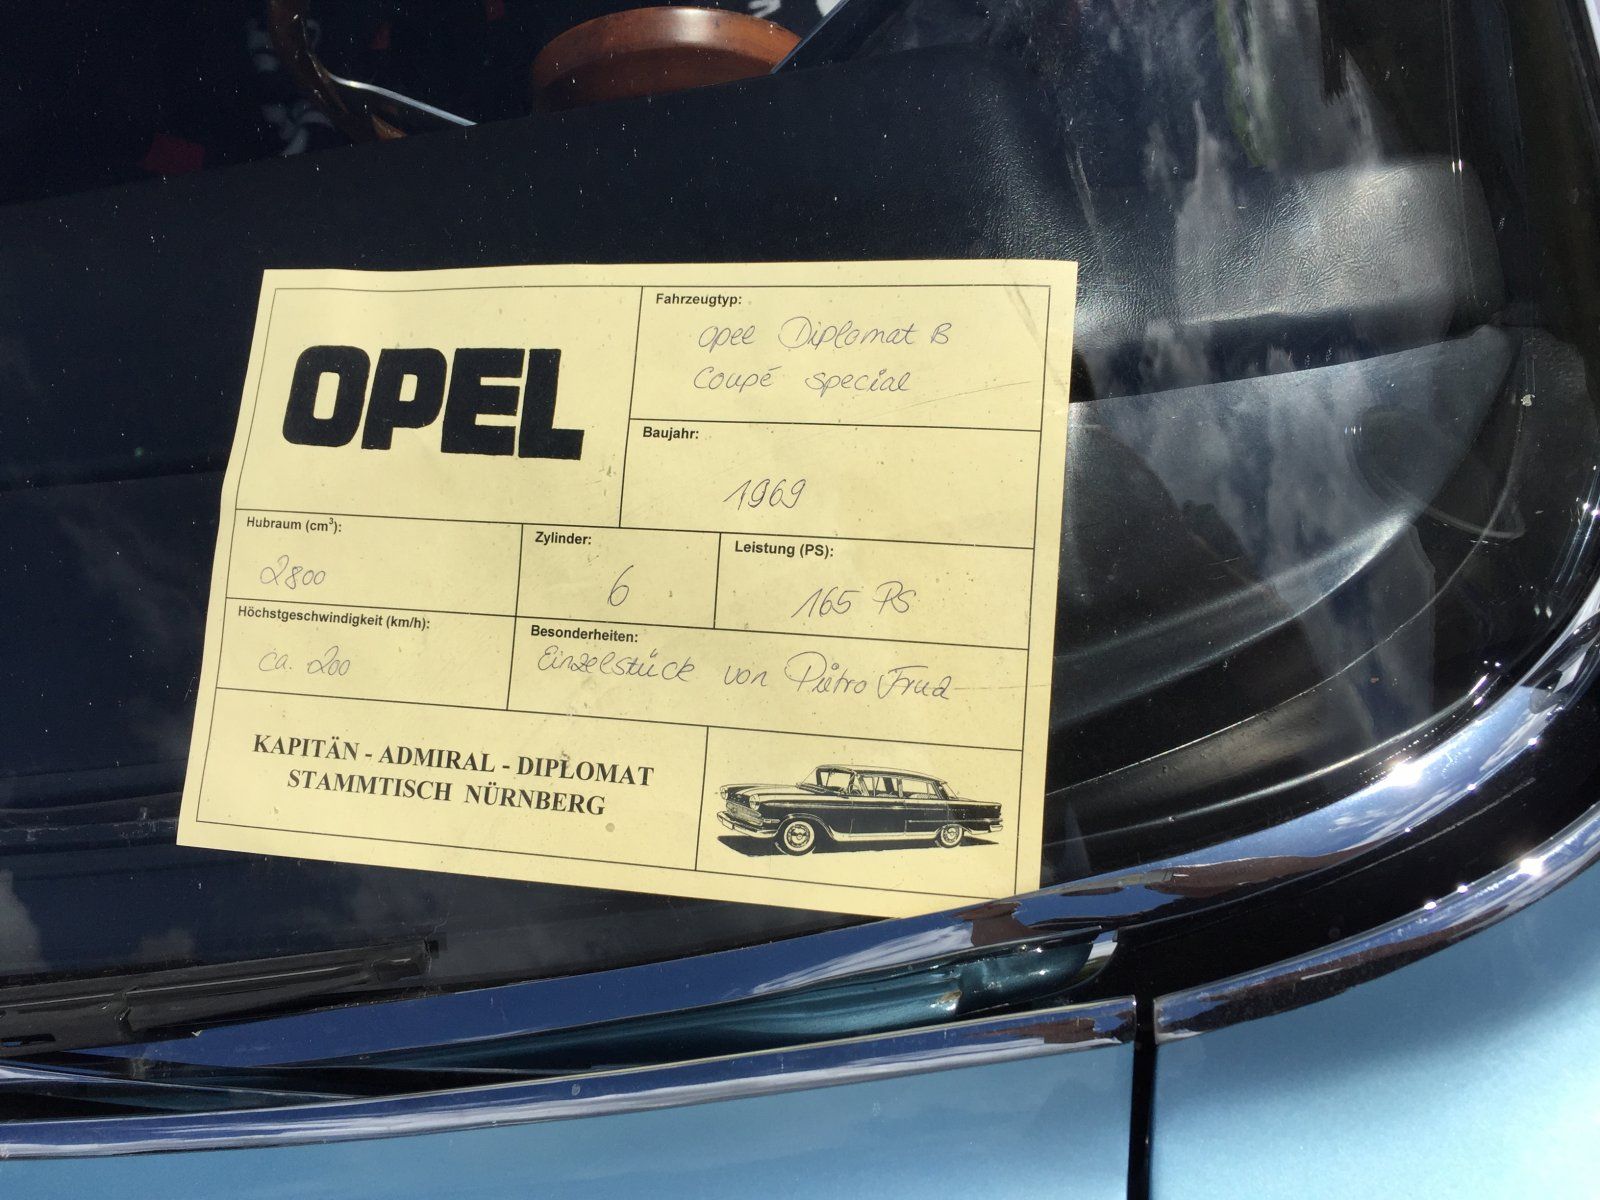 OPEL
Fahrzeugtyp:
Opel Diplomat B
Coupé special
Baujahr:
1969
Hubraum (cm³):
2800
Zylinder:
6
Leistung (PS):
165 PS
Höchstgeschwindigkeit (km/h):
ca. 200
Besonderheiten:
Einzelstück von Pietro Frua
KAPITÄN - ADMIRAL - DIPLOMAT
STAMMTISCH NÜRNBERG